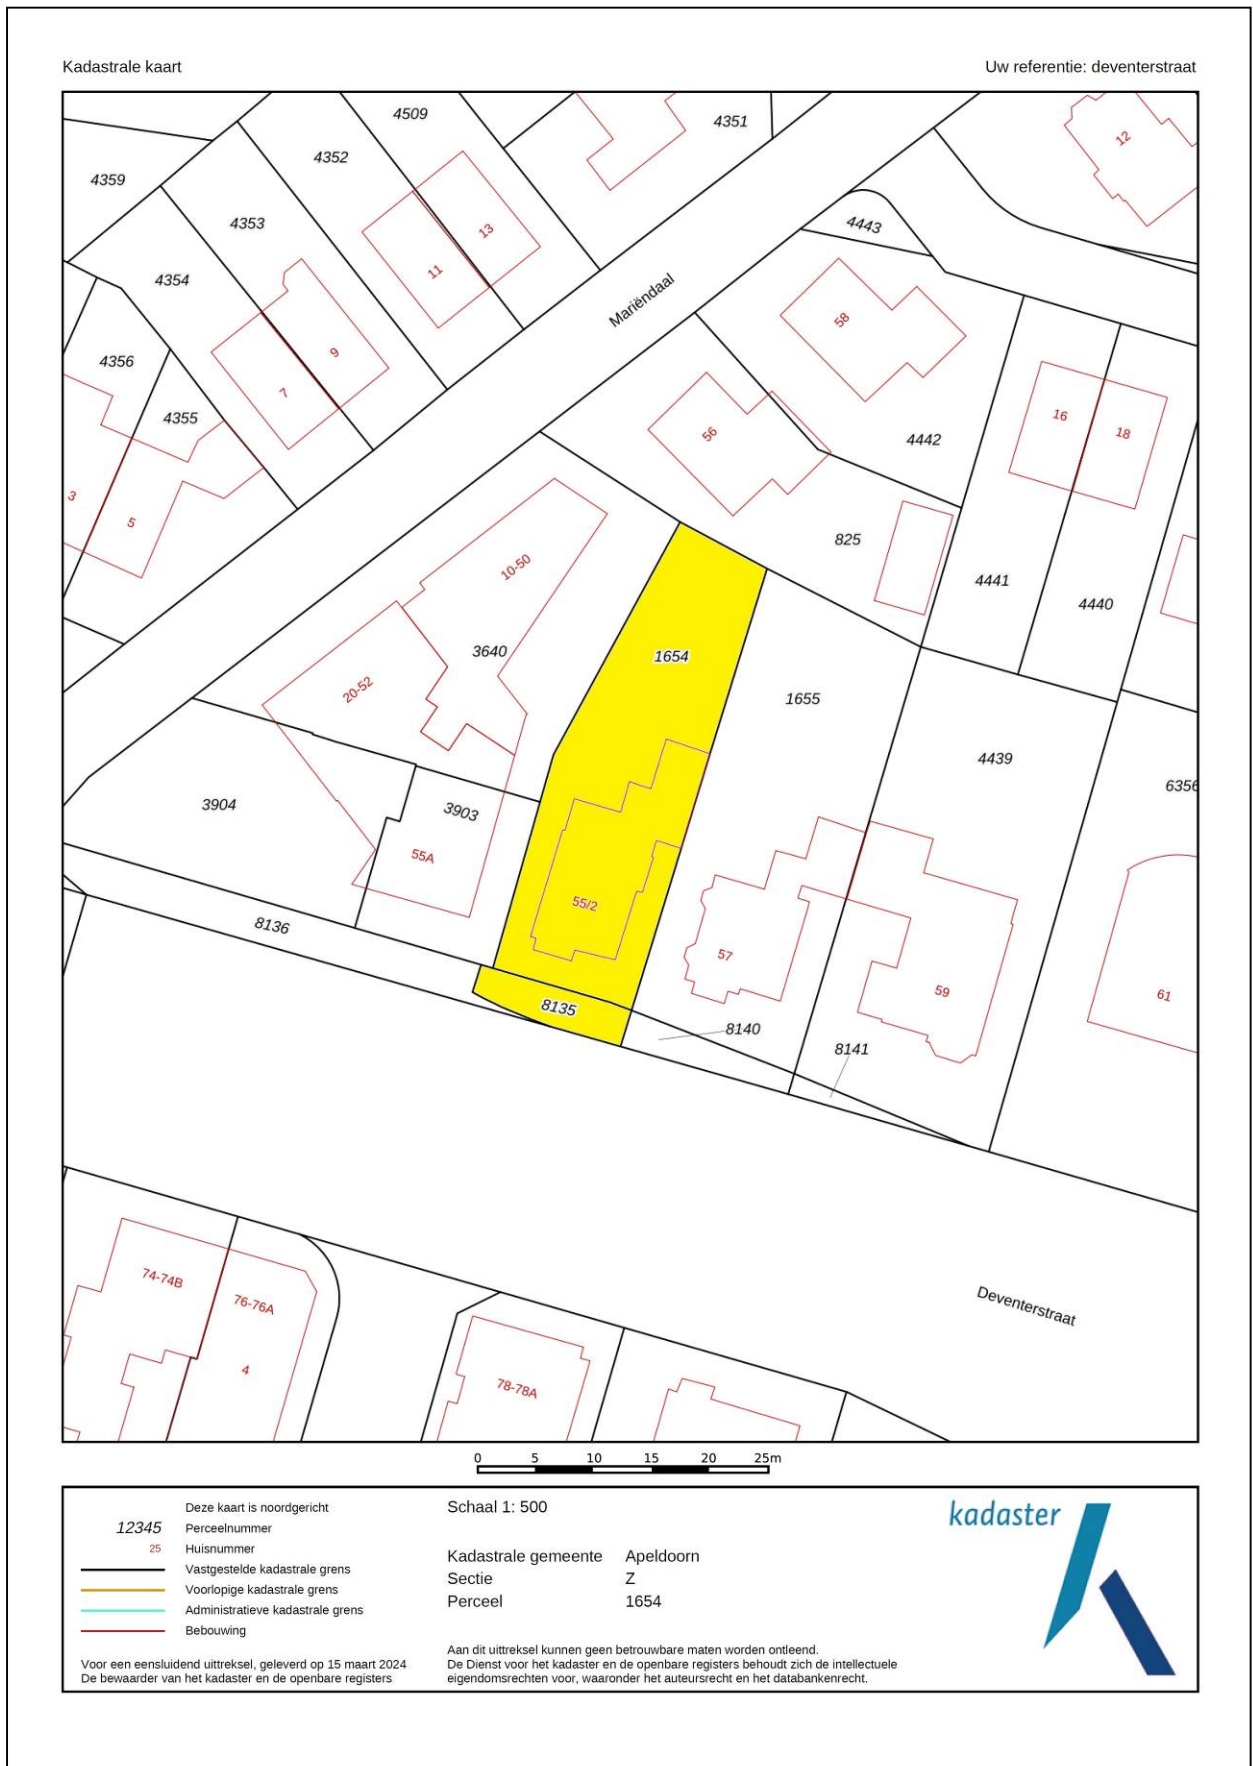 Kadastrale kaart
Uw referentie: deventerstraat
4509
4351
12
4352
4359
4353
4443
13
11
4354
Mariëndaal
58
9
4356
7
4355
16
18
56
4442
3
5
825
10-50
4441
4440
3640
1654
20-52
1655
4439
6356
3904
3903
55A
55/2
8136
57
59
61
8135
8140
8141
74-74B
76-76A
Deventerstraat
4
78-78A
0 5 10 15 20 25m
Deze kaart is noordgericht
12345 Perceelnummer
25 Huisnummer
Vastgestelde kadastrale grens
Voorlopige kadastrale grens
Administratieve kadastrale grens
Bebouwing
Voor een eensluidend uittreksel, geleverd op 15 maart 2024
De bewaarder van het kadaster en de openbare registers
Schaal 1: 500
Kadastrale gemeente Apeldoorn
Sectie Z
Perceel 1654
Aan dit uittreksel kunnen geen betrouwbare maten worden ontleend.
De Dienst voor het kadaster en de openbare registers behoudt zich de intellectuele
eigendomsrechten voor, waaronder het auteursrecht en het databankenrecht.
kadaster